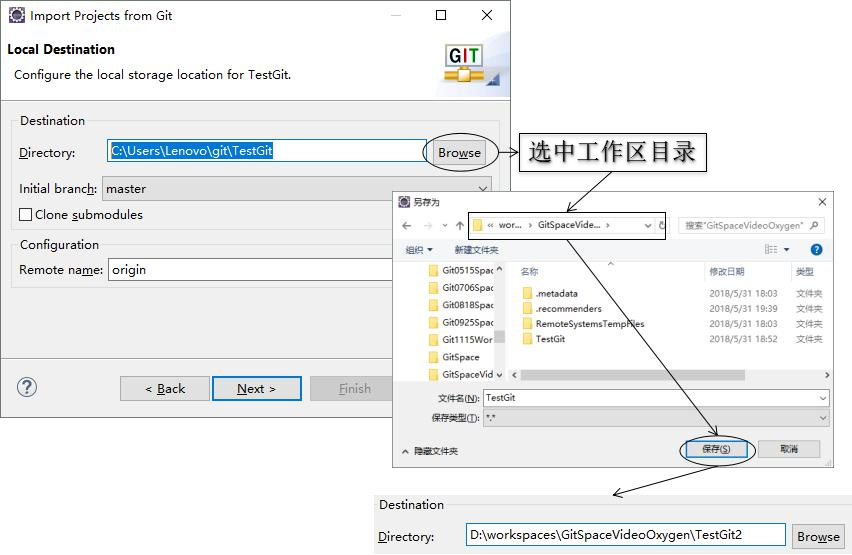 Import Projects from Git
Local Destination
Configure the local storage location for TestGit.
GIT
Destination
Directory: C:\Users\Lenovo\git\TestGit Browse
选中工作区目录
Initial branch: master
Clone submodules
Configuration
Remote name: origin
< Back Next > Finish
另存为
« wor... › GitSpaceVide... › 搜索"GitSpaceVideoOxygen"
组织 新建文件夹
Git0515Spac
Git0706Spac
Git0818Spac
Git0925Spac
Git1115Wor
GitSpace
GitSpaceVid
名称 修改日期 类型
.metadata 2018/5/31 18:03 文件夹
.recommenders 2018/5/31 19:39 文件夹
RemoteSystemsTempFiles 2018/5/31 18:03 文件夹
TestGit 2018/5/31 18:52 文件夹
文件名(N): TestGit
保存类型(T): *.*
隐藏文件夹 保存(S) 取消
Destination
Directory: D:\workspaces\GitSpaceVideoOxygen\TestGit2 Browse